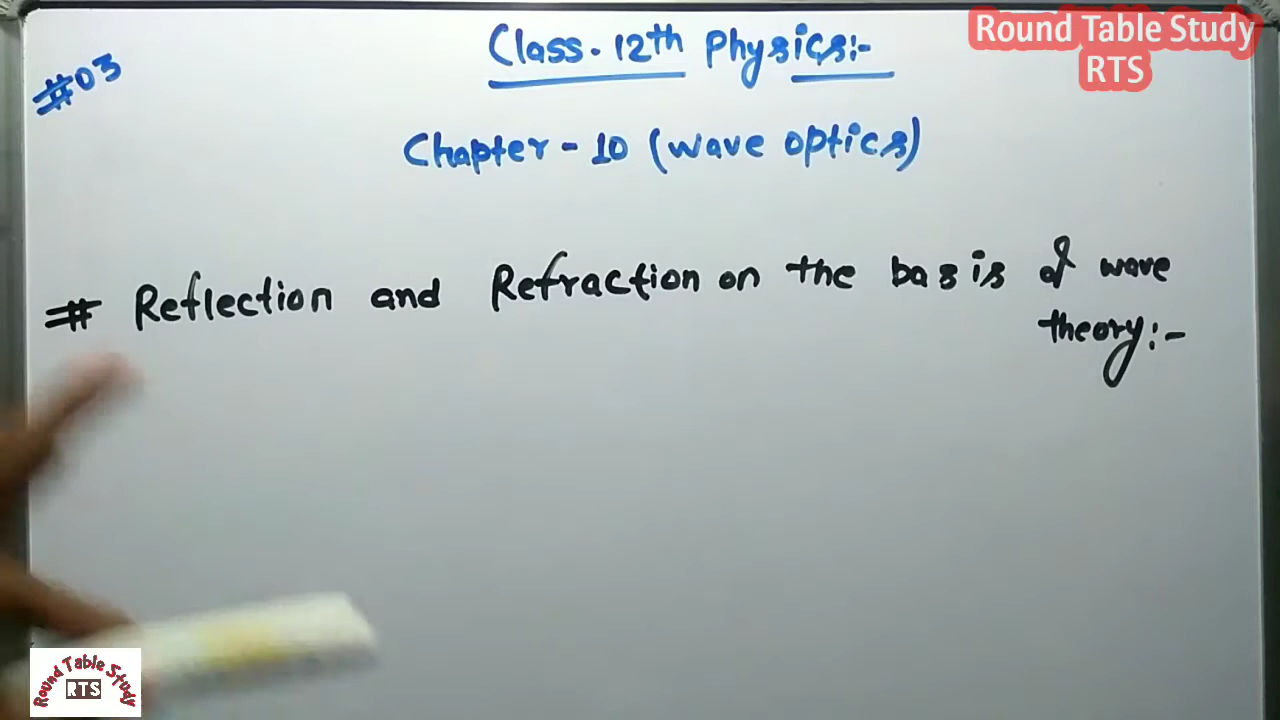 Round Table Study
RTS
#03
Class-12th Physics:-
Chapter-10 (wave optics)
# Reflection and Refraction on the basis of wave
theory:-
Round Table Study
RTS